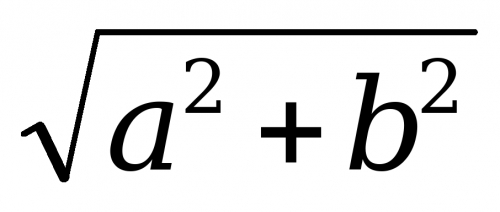 √a² + b²